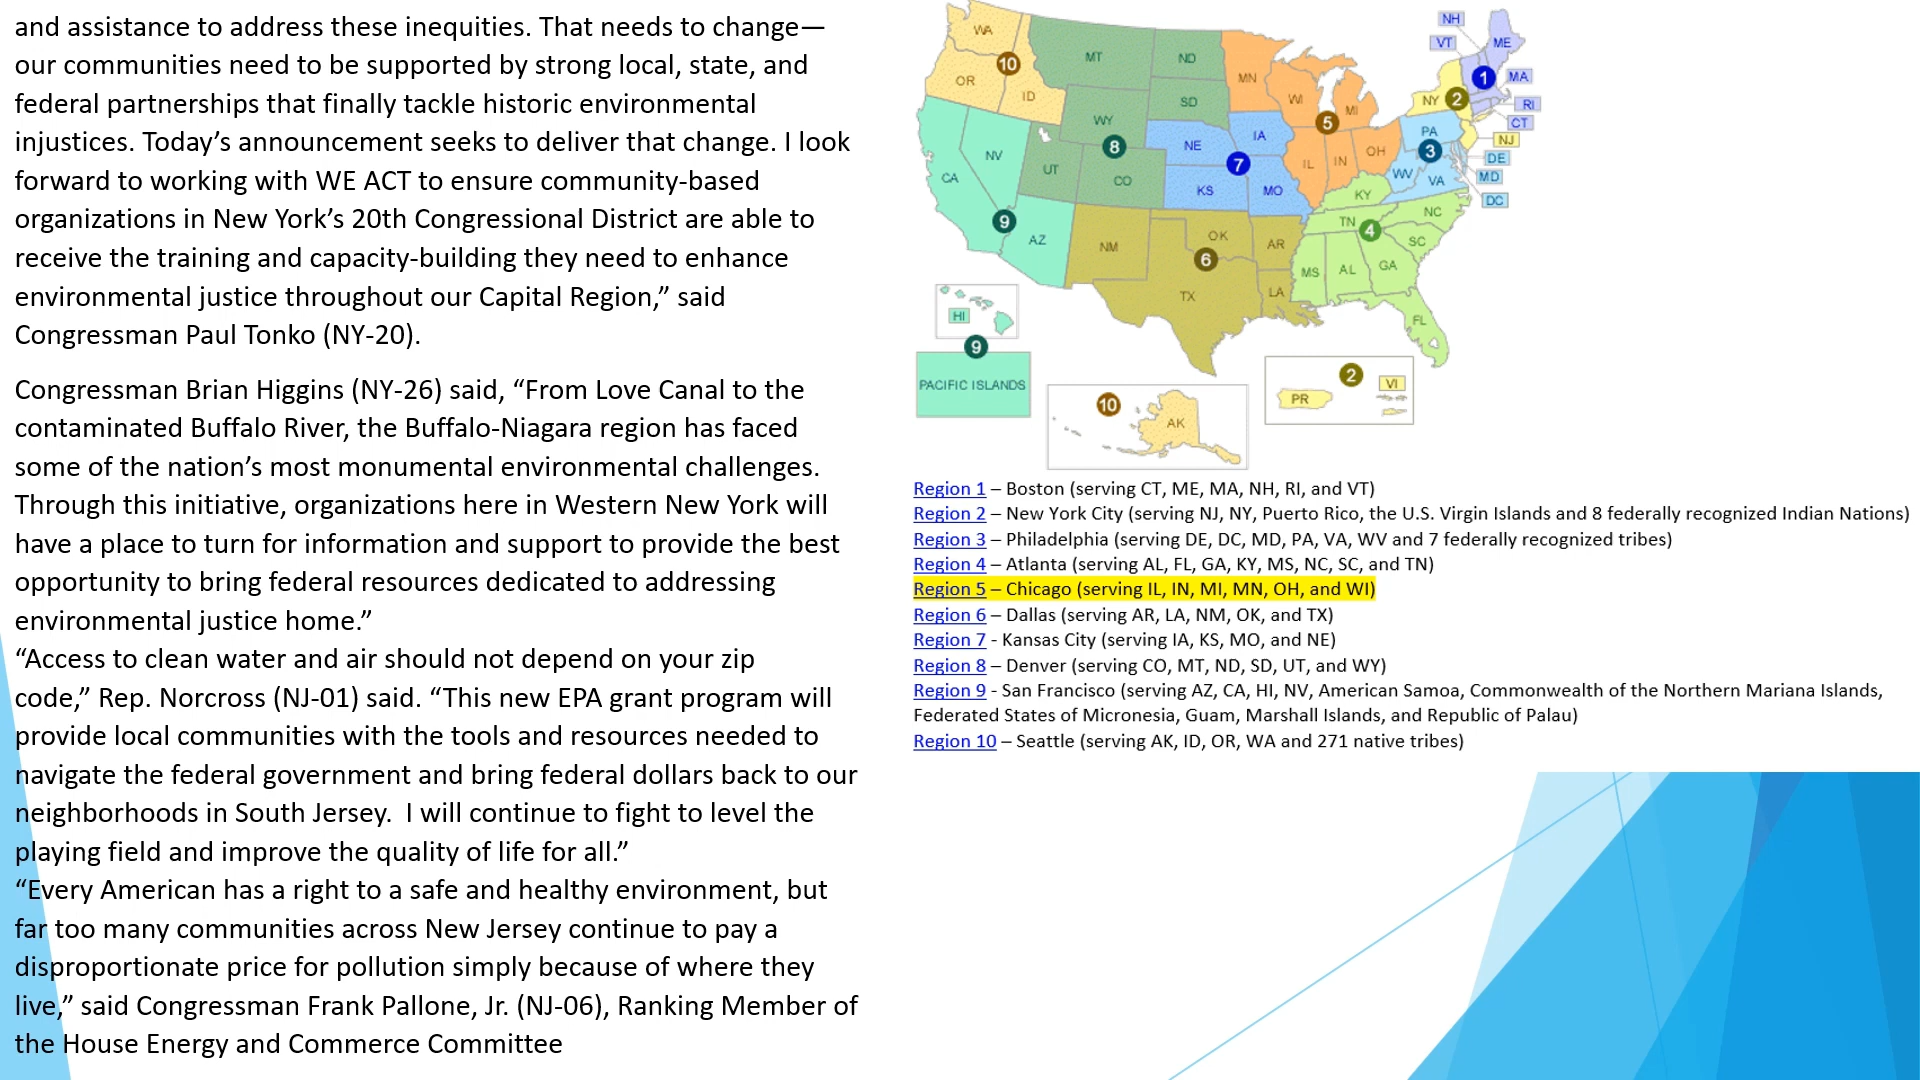 and assistance to address these inequities. That needs to change—
our communities need to be supported by strong local, state, and
federal partnerships that finally tackle historic environmental
injustices. Today’s announcement seeks to deliver that change. I look
forward to working with WE ACT to ensure community-based
organizations in New York’s 20th Congressional District are able to
receive the training and capacity-building they need to enhance
environmental justice throughout our Capital Region,” said
Congressman Paul Tonko (NY-20).
Congressman Brian Higgins (NY-26) said, “From Love Canal to the
contaminated Buffalo River, the Buffalo-Niagara region has faced
some of the nation’s most monumental environmental challenges.
Through this initiative, organizations here in Western New York will
have a place to turn for information and support to provide the best
opportunity to bring federal resources dedicated to addressing
environmental justice home.”
“Access to clean water and air should not depend on your zip
code,” Rep. Norcross (NJ-01) said. “This new EPA grant program will
provide local communities with the tools and resources needed to
navigate the federal government and bring federal dollars back to our
neighborhoods in South Jersey.  I will continue to fight to level the
playing field and improve the quality of life for all.”
“Every American has a right to a safe and healthy environment, but
far too many communities across New Jersey continue to pay a
disproportionate price for pollution simply because of where they
live,” said Congressman Frank Pallone, Jr. (NJ-06), Ranking Member of
the House Energy and Commerce Committee
WA
OR
10
ID
MT
ND
SD
WY
8
UT
CO
NV
CA
9
AZ
NE
IA
7
KS
MO
NM
OK
6
AR
TX
LA
MN
WI
MI
5
IL
IN
OH
KY
TN
4
NC
SC
MS
AL
GA
FL
NH
VT
ME
1
MA
NY
2
RI
CT
NJ
PA
3
DE
MD
WV
VA
DC
HI
9
PACIFIC ISLANDS
10
AK
2
PR
VI
Region 1 – Boston (serving CT, ME, MA, NH, RI, and VT)
Region 2 – New York City (serving NJ, NY, Puerto Rico, the U.S. Virgin Islands and 8 federally recognized Indian Nations)
Region 3 – Philadelphia (serving DE, DC, MD, PA, VA, WV and 7 federally recognized tribes)
Region 4 – Atlanta (serving AL, FL, GA, KY, MS, NC, SC, and TN)
Region 5 – Chicago (serving IL, IN, MI, MN, OH, and WI)
Region 6 – Dallas (serving AR, LA, NM, OK, and TX)
Region 7 - Kansas City (serving IA, KS, MO, and NE)
Region 8 – Denver (serving CO, MT, ND, SD, UT, and WY)
Region 9 - San Francisco (serving AZ, CA, HI, NV, American Samoa, Commonwealth of the Northern Mariana Islands,
Federated States of Micronesia, Guam, Marshall Islands, and Republic of Palau)
Region 10 – Seattle (serving AK, ID, OR, WA and 271 native tribes)